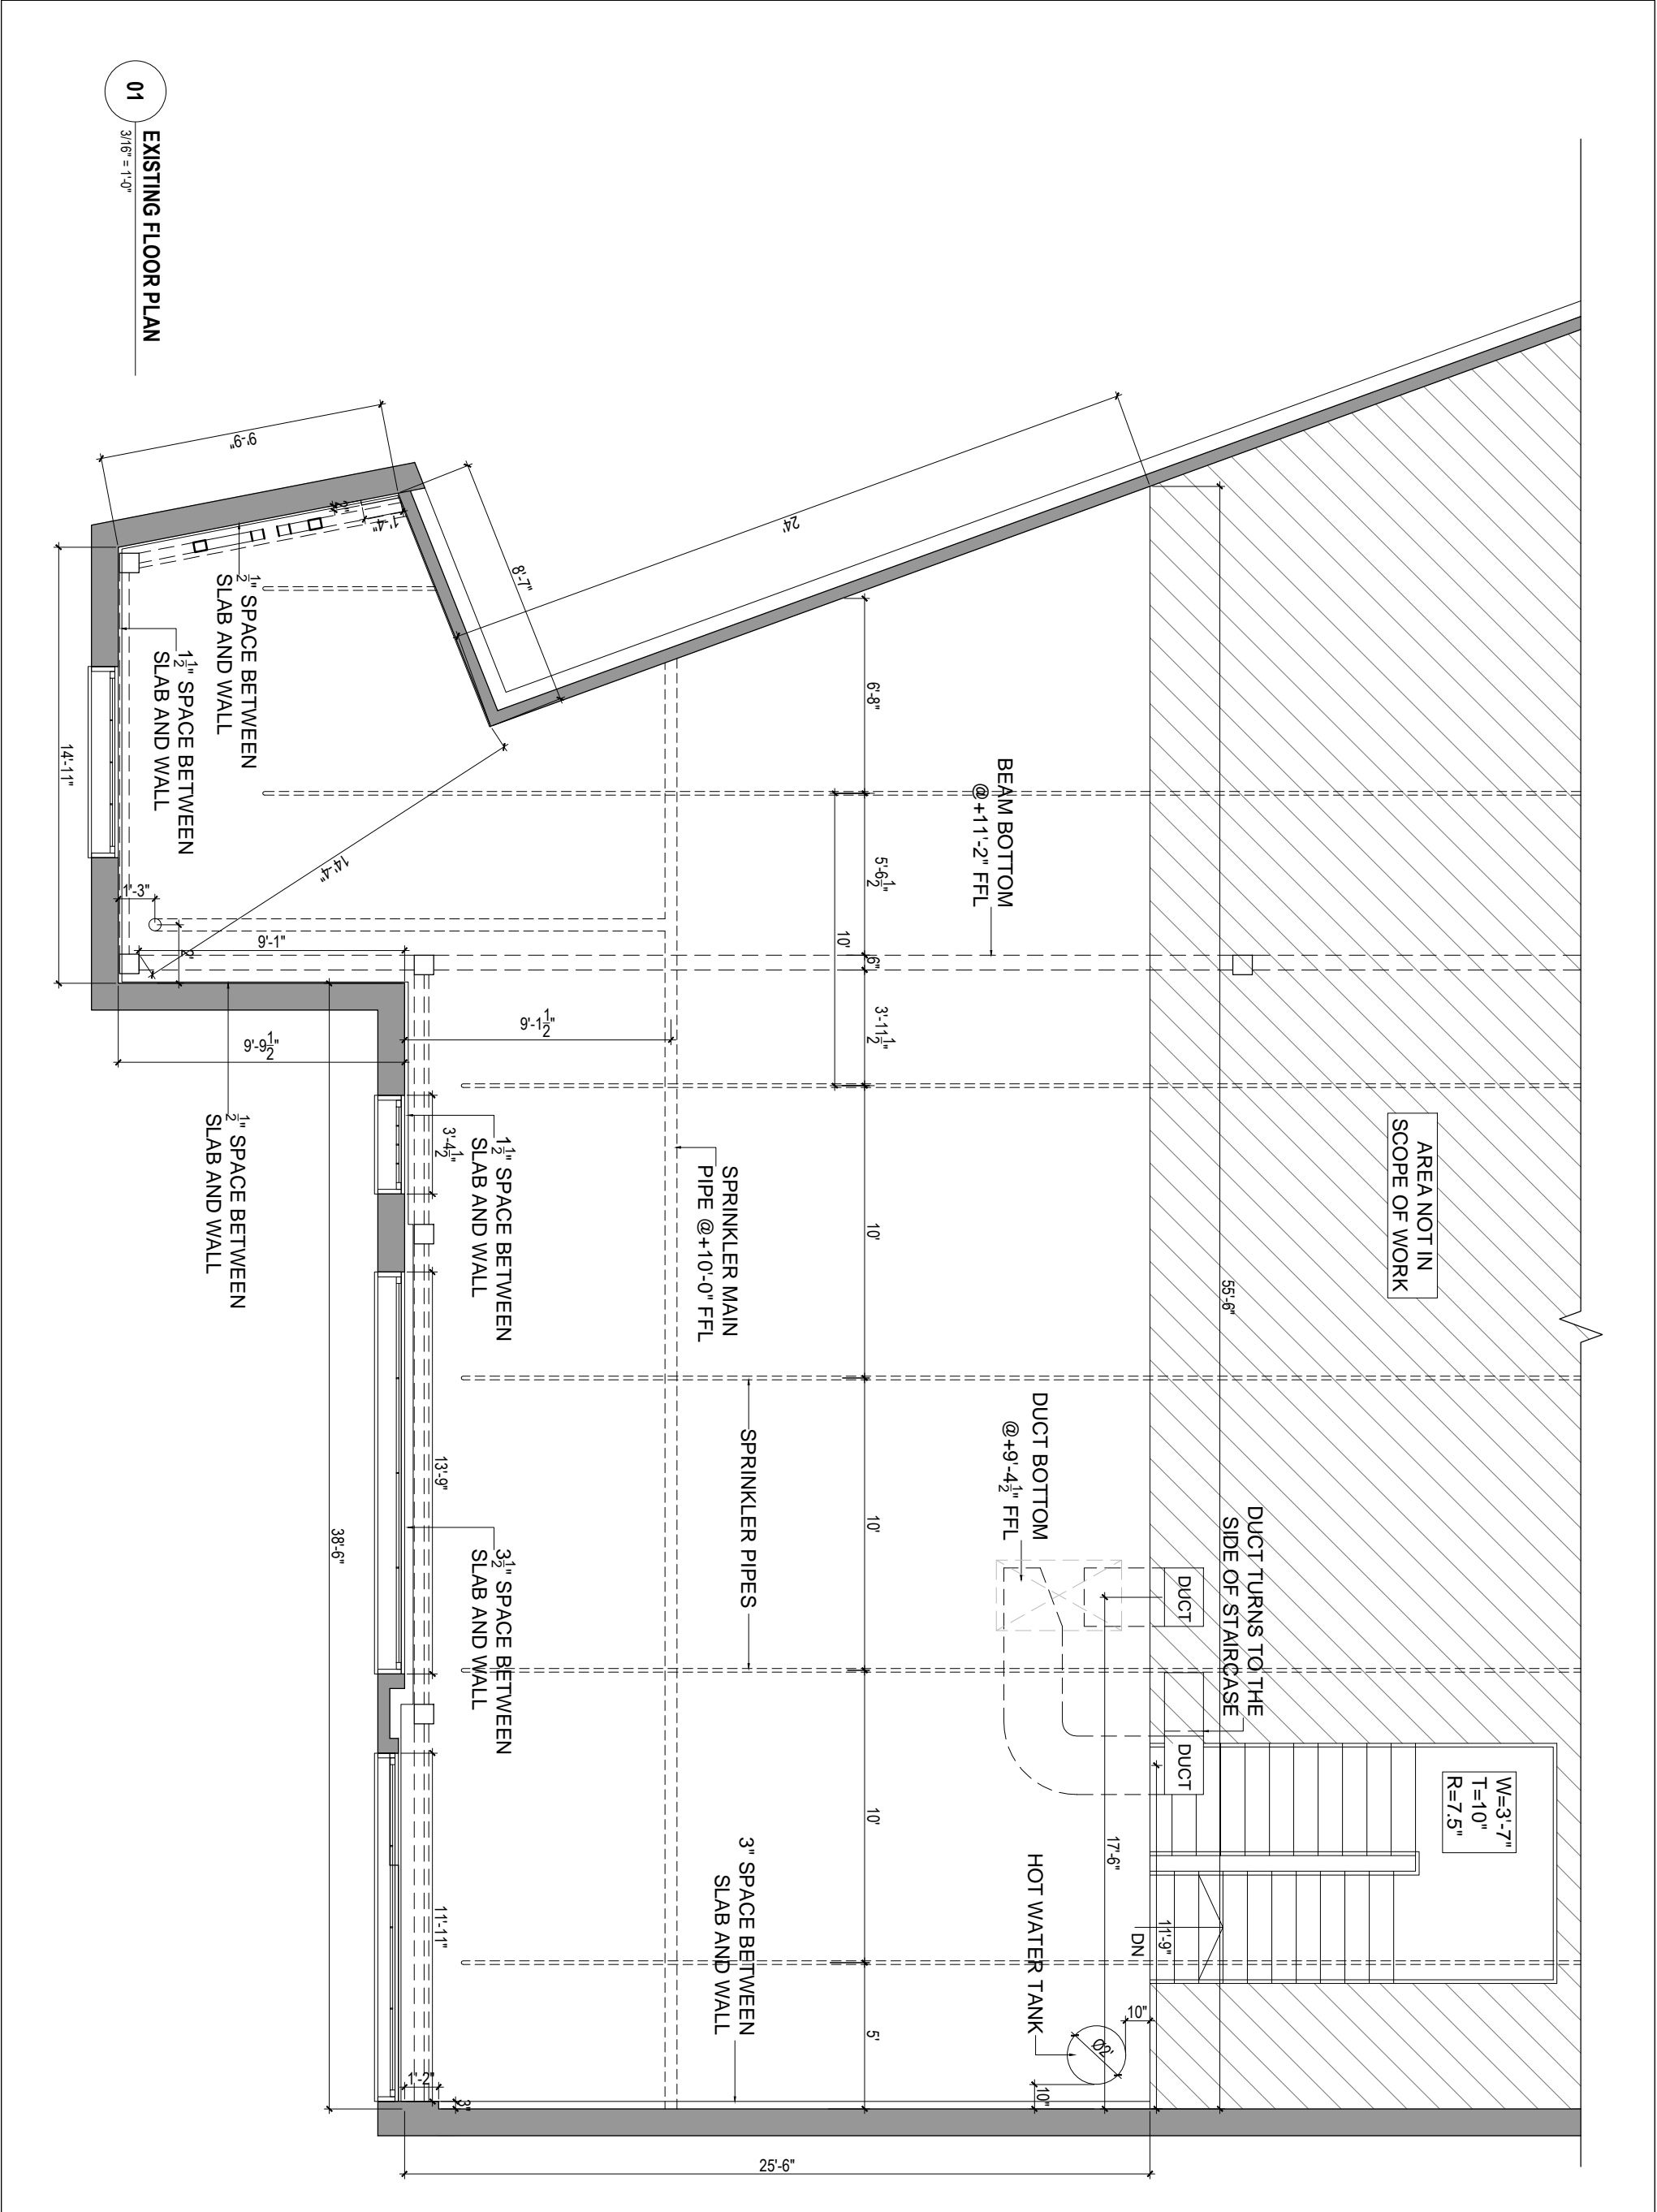 01
EXISTING FLOOR PLAN
3/16" = 1'-0"
AREA NOT IN
SCOPE OF WORK
W=3'-7"
T=10"
R=7.5"
55'-6"
DUCT TURNS TO THE
SIDE OF STAIRCASE
DUCT
DUCT
11'-9"
DN
17'-6"
10"
Ø2'
10"
HOT WATER TANK
DUCT BOTTOM
@+9'-4 1/2" FFL
BEAM BOTTOM
@+11'-2" FFL
6'-8"
5'-6 1/2"
6"
3'-11 1/2"
10'
10'
10'
5'
10'
10'
24'
8'-7"
SPRINKLER PIPES
SPRINKLER MAIN
PIPE @+10'-0" FFL
3" SPACE BETWEEN
SLAB AND WALL
9'-1 1/2"
25'-6"
9'-9"
2"
1'-4"
1/2" SPACE BETWEEN
SLAB AND WALL
1 1/2" SPACE BETWEEN
SLAB AND WALL
14'-4"
1 1/2" SPACE BETWEEN
SLAB AND WALL
3 1/2" SPACE BETWEEN
SLAB AND WALL
3'-4 1/2"
13'-9"
11'-11"
1'-2"
3"
38'-6"
9'-1"
1'-3"
2'
9'-9 1/2"
1/2" SPACE BETWEEN
SLAB AND WALL
14'-11"